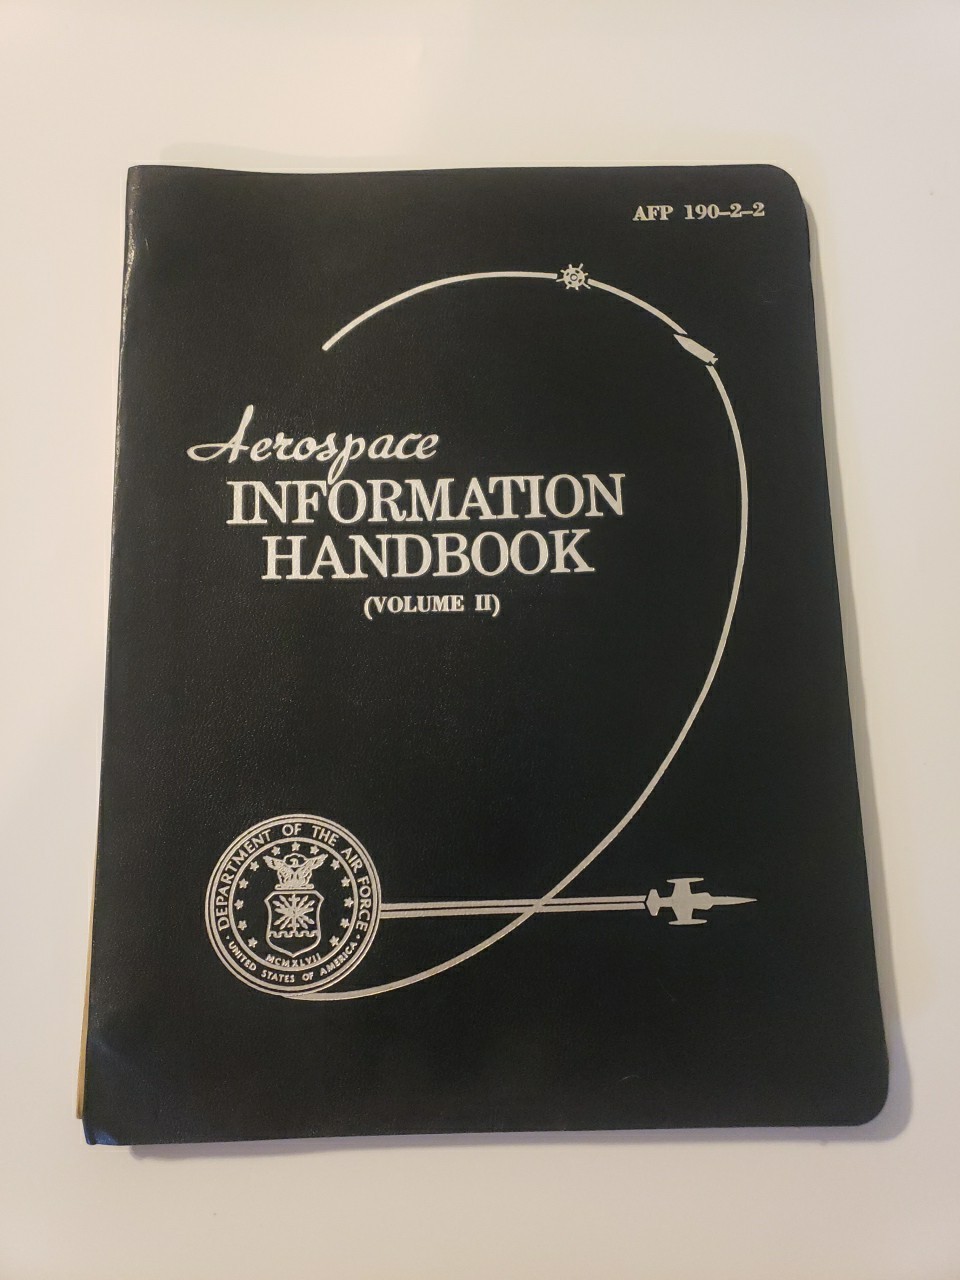 AFP 190-2-2
Aerospace
INFORMATION
HANDBOOK
(VOLUME II)
DEPARTMENT OF THE AIR FORCE
MCMXLVII
UNITED STATES OF AMERICA